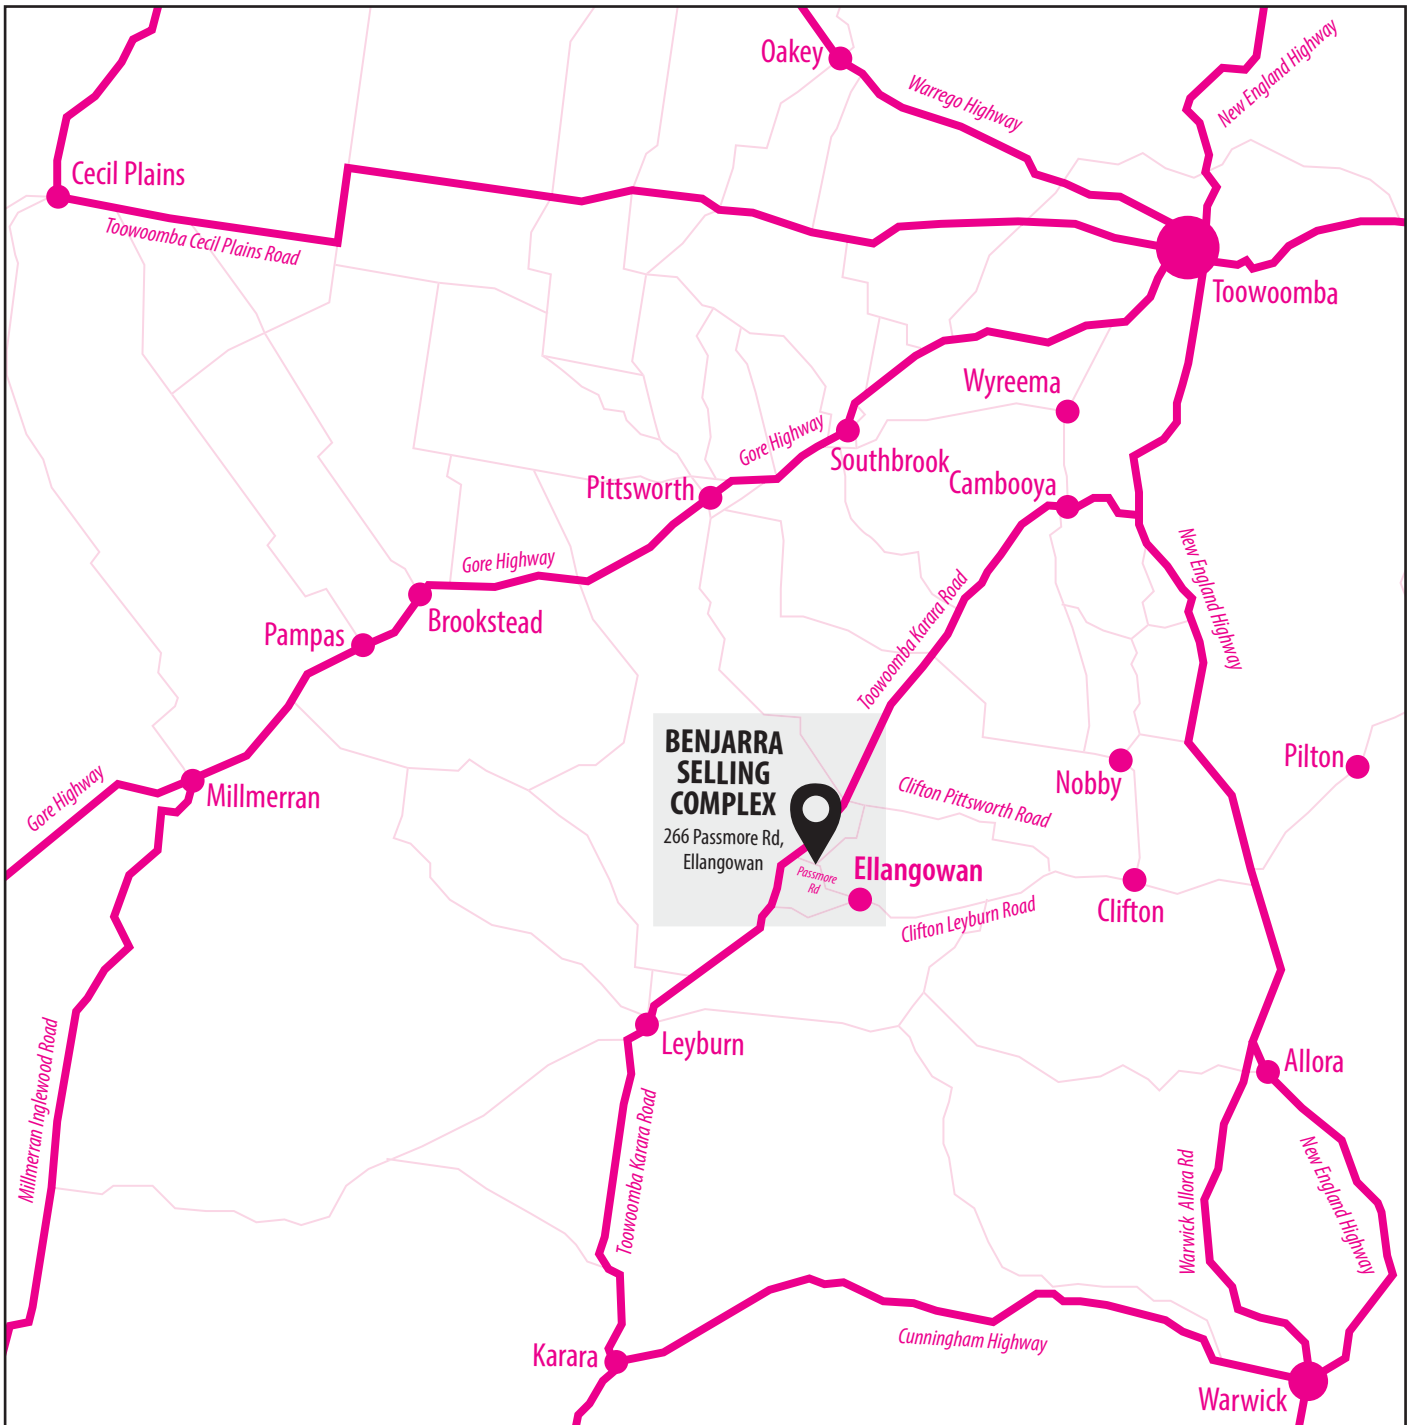 Oakey
Warrego Highway
New England Highway
Cecil Plains
Toowoomba Cecil Plains Road
Toowoomba
Wyreema
Gore Highway
Southbrook
Cambooya
Pittsworth
Gore Highway
New England Highway
Brookstead
Pampas
Toowoomba Karara Road
BENJARRA
SELLING
COMPLEX
266 Passmore Rd,
Ellangowan
Nobby
Pilton
Gore Highway
Millmerran
Clifton Pittsworth Road
Passmore
Rd
Ellangowan
Clifton
Clifton Leyburn Road
Leyburn
Allora
Millmerran Inglewood Road
Toowoomba Karara Road
Warwick Allora Rd
New England Highway
Cunningham Highway
Karara
Warwick